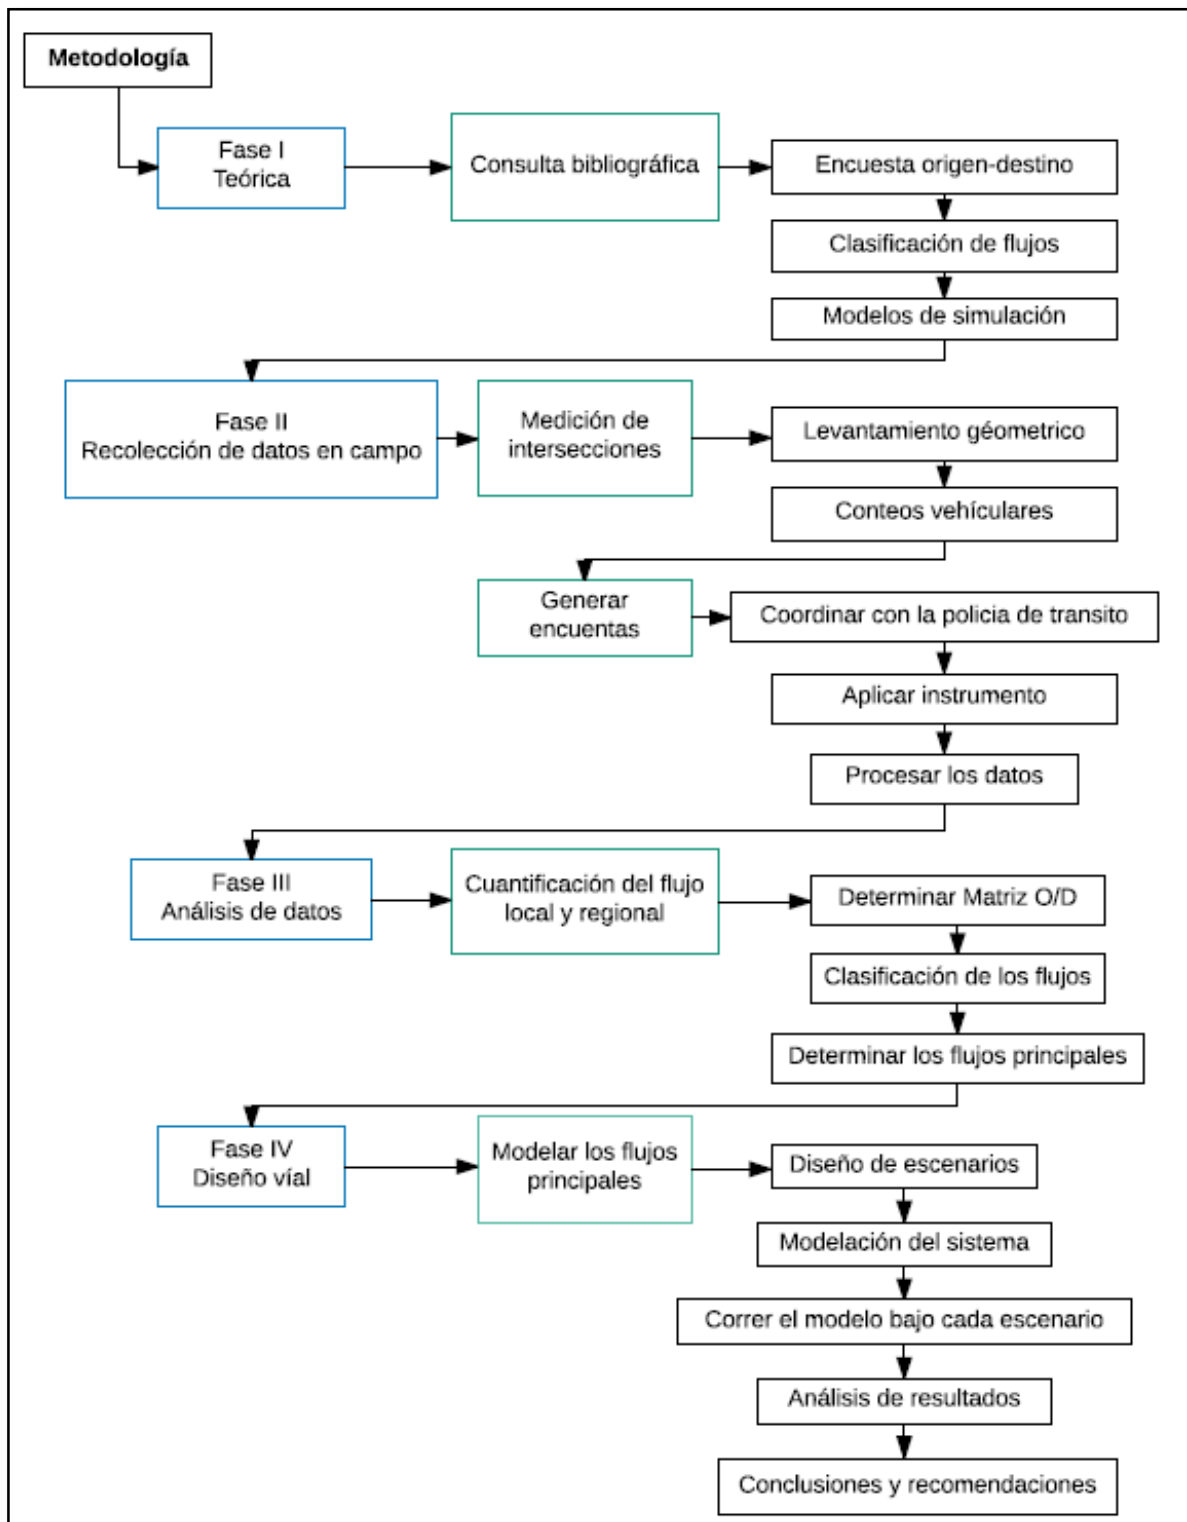 Metodología
Fase I
Teórica
Consulta bibliográfica
Encuesta origen-destino
Clasificación de flujos
Modelos de simulación
Fase II
Recolección de datos en campo
Medición de
intersecciones
Levantamiento géometrico
Conteos vehículares
Generar
encuentas
Coordinar con la policia de transito
Aplicar instrumento
Procesar los datos
Fase III
Análisis de datos
Cuantificación del flujo
local y regional
Determinar Matriz O/D
Clasificación de los flujos
Determinar los flujos principales
Fase IV
Diseño víal
Modelar los flujos
principales
Diseño de escenarios
Modelación del sistema
Correr el modelo bajo cada escenario
Análisis de resultados
Conclusiones y recomendaciones